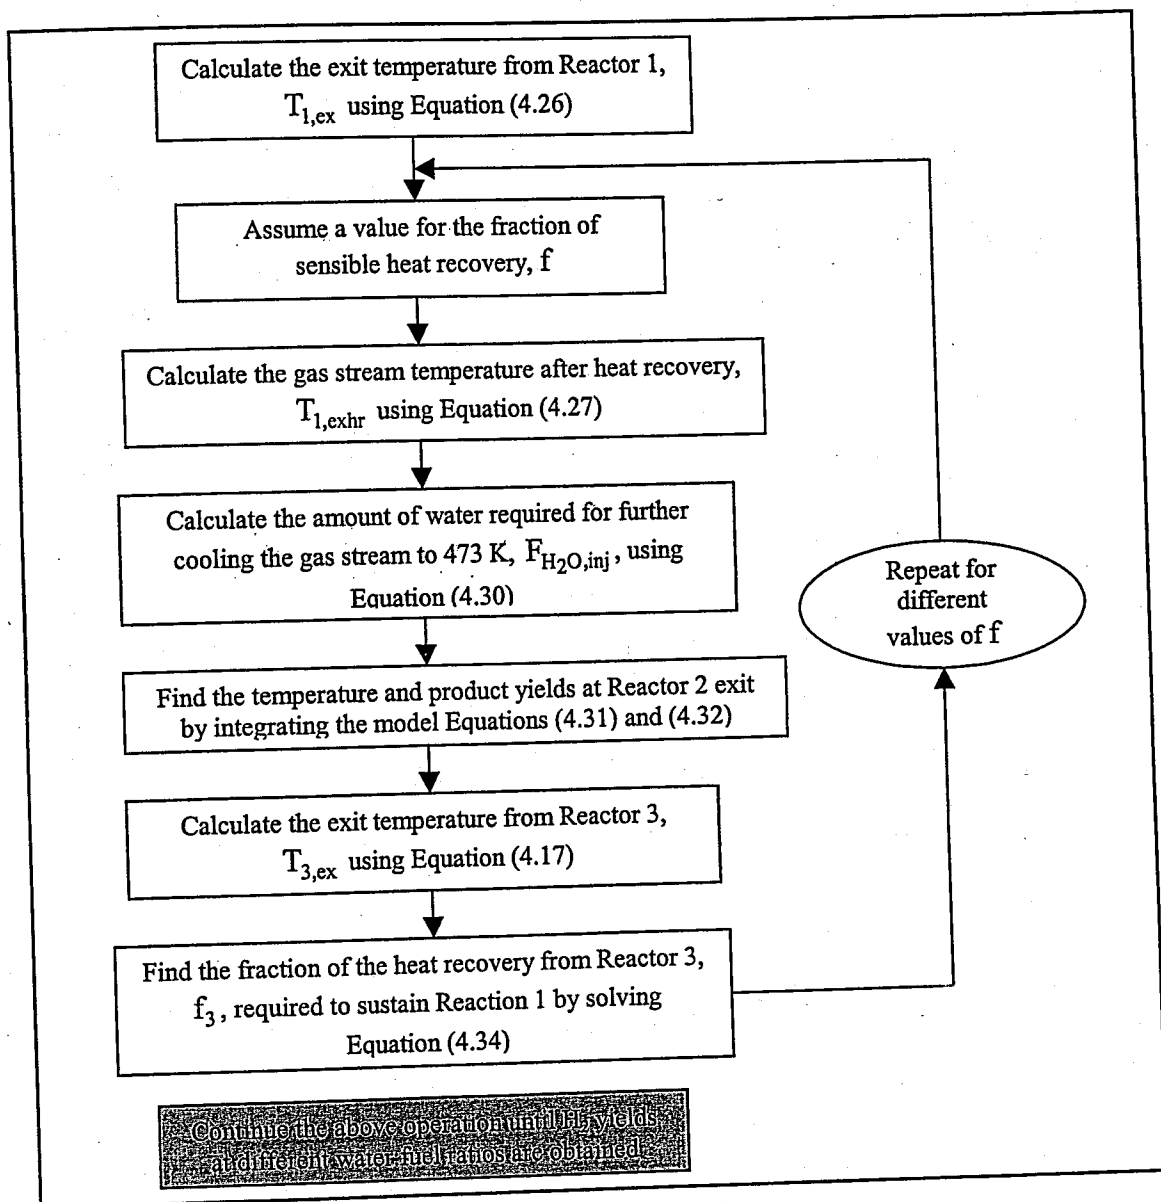 Calculate the exit temperature from Reactor 1,
T1,ex using Equation (4.26)
Assume a value for the fraction of
sensible heat recovery, f
Calculate the gas stream temperature after heat recovery,
T1,exhr using Equation (4.27)
Calculate the amount of water required for further
cooling the gas stream to 473 K, FH2O,inj, using
Equation (4.30)
Find the temperature and product yields at Reactor 2 exit
by integrating the model Equations (4.31) and (4.32)
Calculate the exit temperature from Reactor 3,
T3,ex using Equation (4.17)
Find the fraction of the heat recovery from Reactor 3,
f3, required to sustain Reaction 1 by solving
Equation (4.34)
Repeat for
different
values of f
Continue the above operation until H2 yields
at different water-fuel ratios are obtained